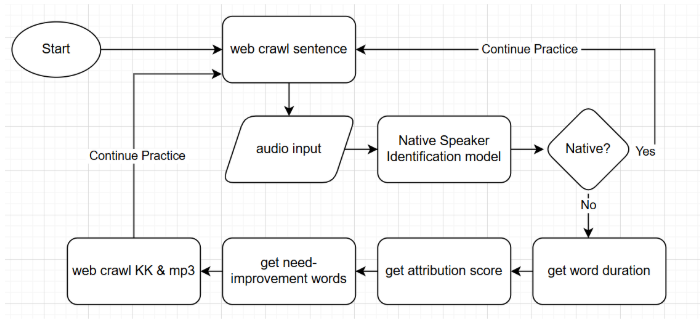 Start
web crawl sentence
Continue Practice
audio input
Native Speaker
Identification model
Native?
Yes
Continue Practice
No
web crawl KK & mp3
get need-
improvement words
get attribution score
get word duration